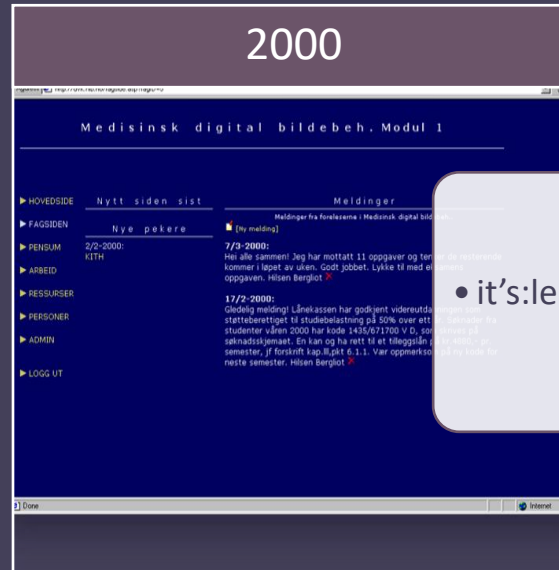 2000
Medisinsk digital bildebeh. Modul 1
HOVEDSIDE
FAGSIDEN
PENSUM
ARBEID
RESSURSER
PERSONER
ADMIN
LOGG UT
Nytt siden sist
Nye pekere
2/2-2000:
KITH
Meldinger
Meldinger fra foreleserne i Medisinsk digital
[Ny melding]
7/3-2000:
Hei alle sammen! Jeg har mottatt 11 oppgaver og
kommer i løpet av uken. Godt jobbet. Lykke til med
oppgaven. Hilsen Bergliot
17/2-2000:
Gledelig melding! Lånekassen har godkjent
støtteberettiget til studiebelastning på 50% over ett
studenter våren 2000 har kode 1435/671700 V D,
søknadsskjemaet. En kan og ha rett til et tilleggslån
semester, jf forskrift kap.III,pkt 6.1.1. Vær
neste semester. Hilsen Bergliot
• it's:le
Done
Internet